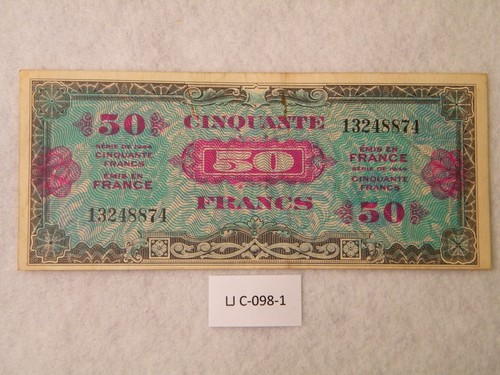 50
CINQUANTE
13248874
SÉRIE DE 1944
CINQUANTE
FRANCS
ÉMIS EN
FRANCE
50
ÉMIS EN
FRANCE
SÉRIE DE 1944
CINQUANTE
FRANCS
13248874
FRANCS
50
LJ C-098-1